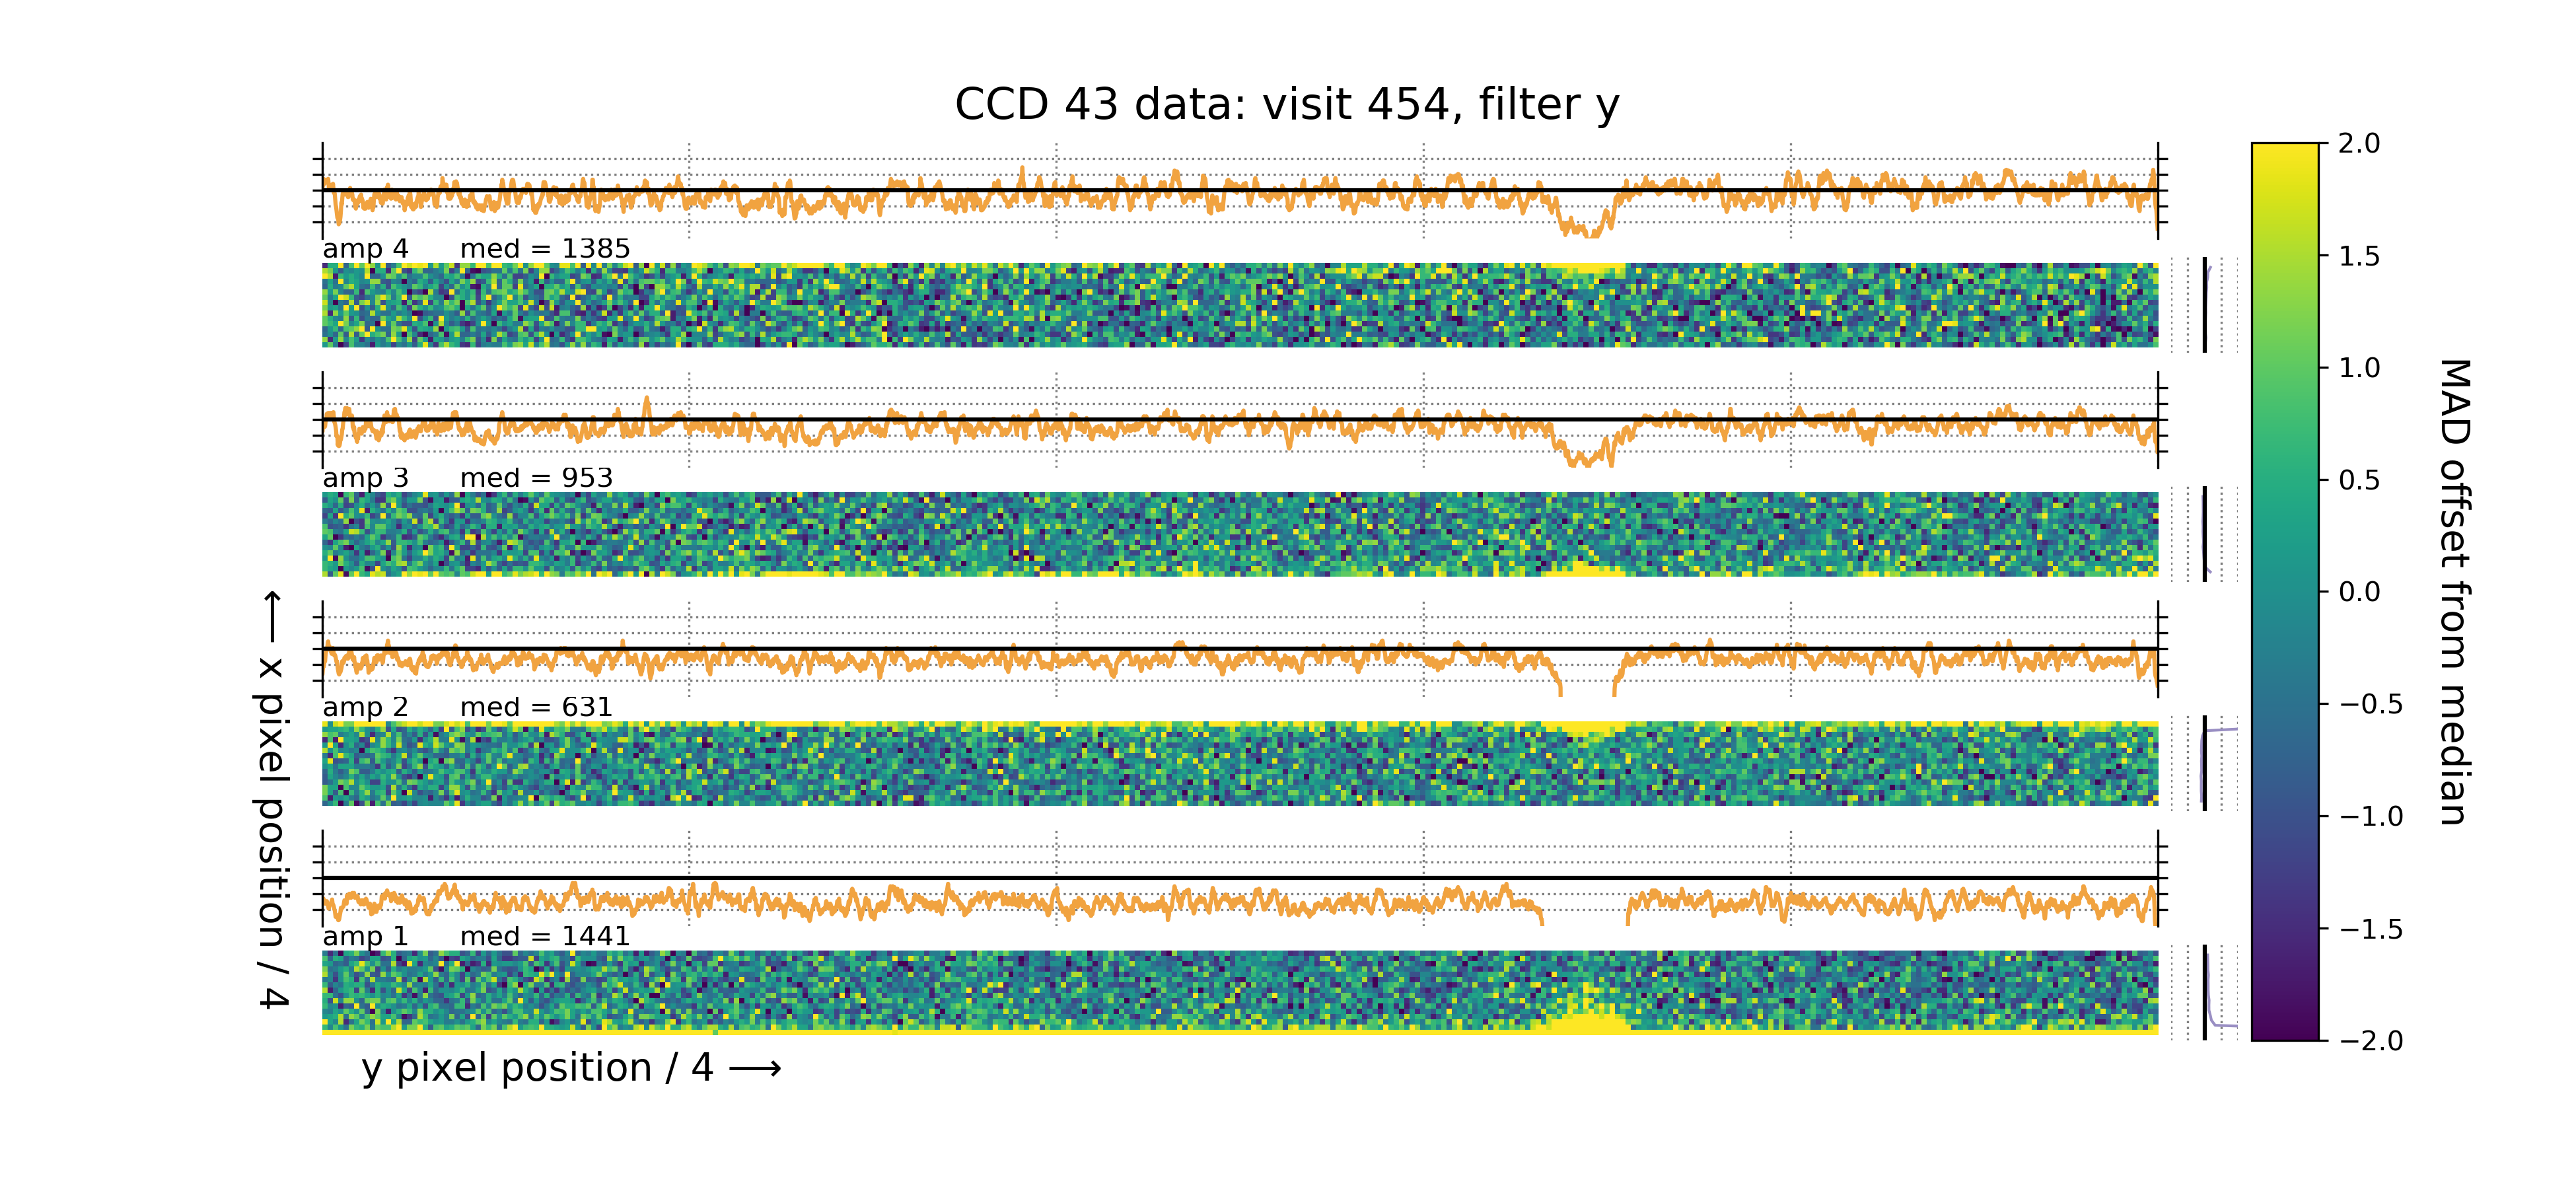 CCD 43 data: visit 454, filter y
amp 4 med = 1385
amp 3 med = 953
amp 2 med = 631
amp 1 med = 1441
⟵ x pixel position / 4
y pixel position / 4 ⟶
2.0
1.5
1.0
0.5
0.0
−0.5
−1.0
−1.5
−2.0
MAD offset from median